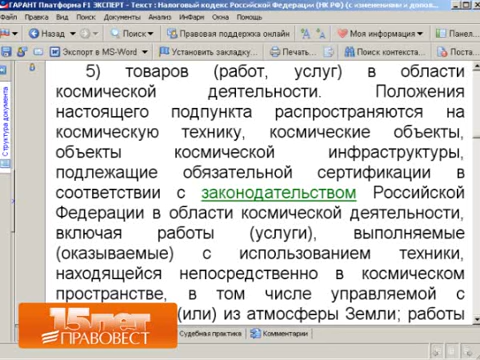 ГАРАНТ Платформа F1 ЭКСПЕРТ - Текст : Налоговый кодекс Российской Федерации (НК РФ) (с изменениями и допол
Файл Правка Вид Поиск Документы Анализ ИнФарм Окна Помощь
Назад Поиск Правовая поддержка онлайн Моя информация
Экспорт в MS-Word Установить закладку... Печать... Поиск контекста... Поста
Структура документа
5) товаров (работ, услуг) в области
космической деятельности. Положения
настоящего подпункта распространяются на
космическую технику, космические объекты,
объекты космической инфраструктуры,
подлежащие обязательной сертификации в
соответствии с законодательством Российской
Федерации в области космической деятельности,
включая работы (услуги), выполняемые
(оказываемые) с использованием техники,
находящейся непосредственно в космическом
пространстве, в том числе управляемой с
(или) из атмосферы Земли; работы
15 лет
ПРАВОВЕСТ
Судебная практика Комментарии